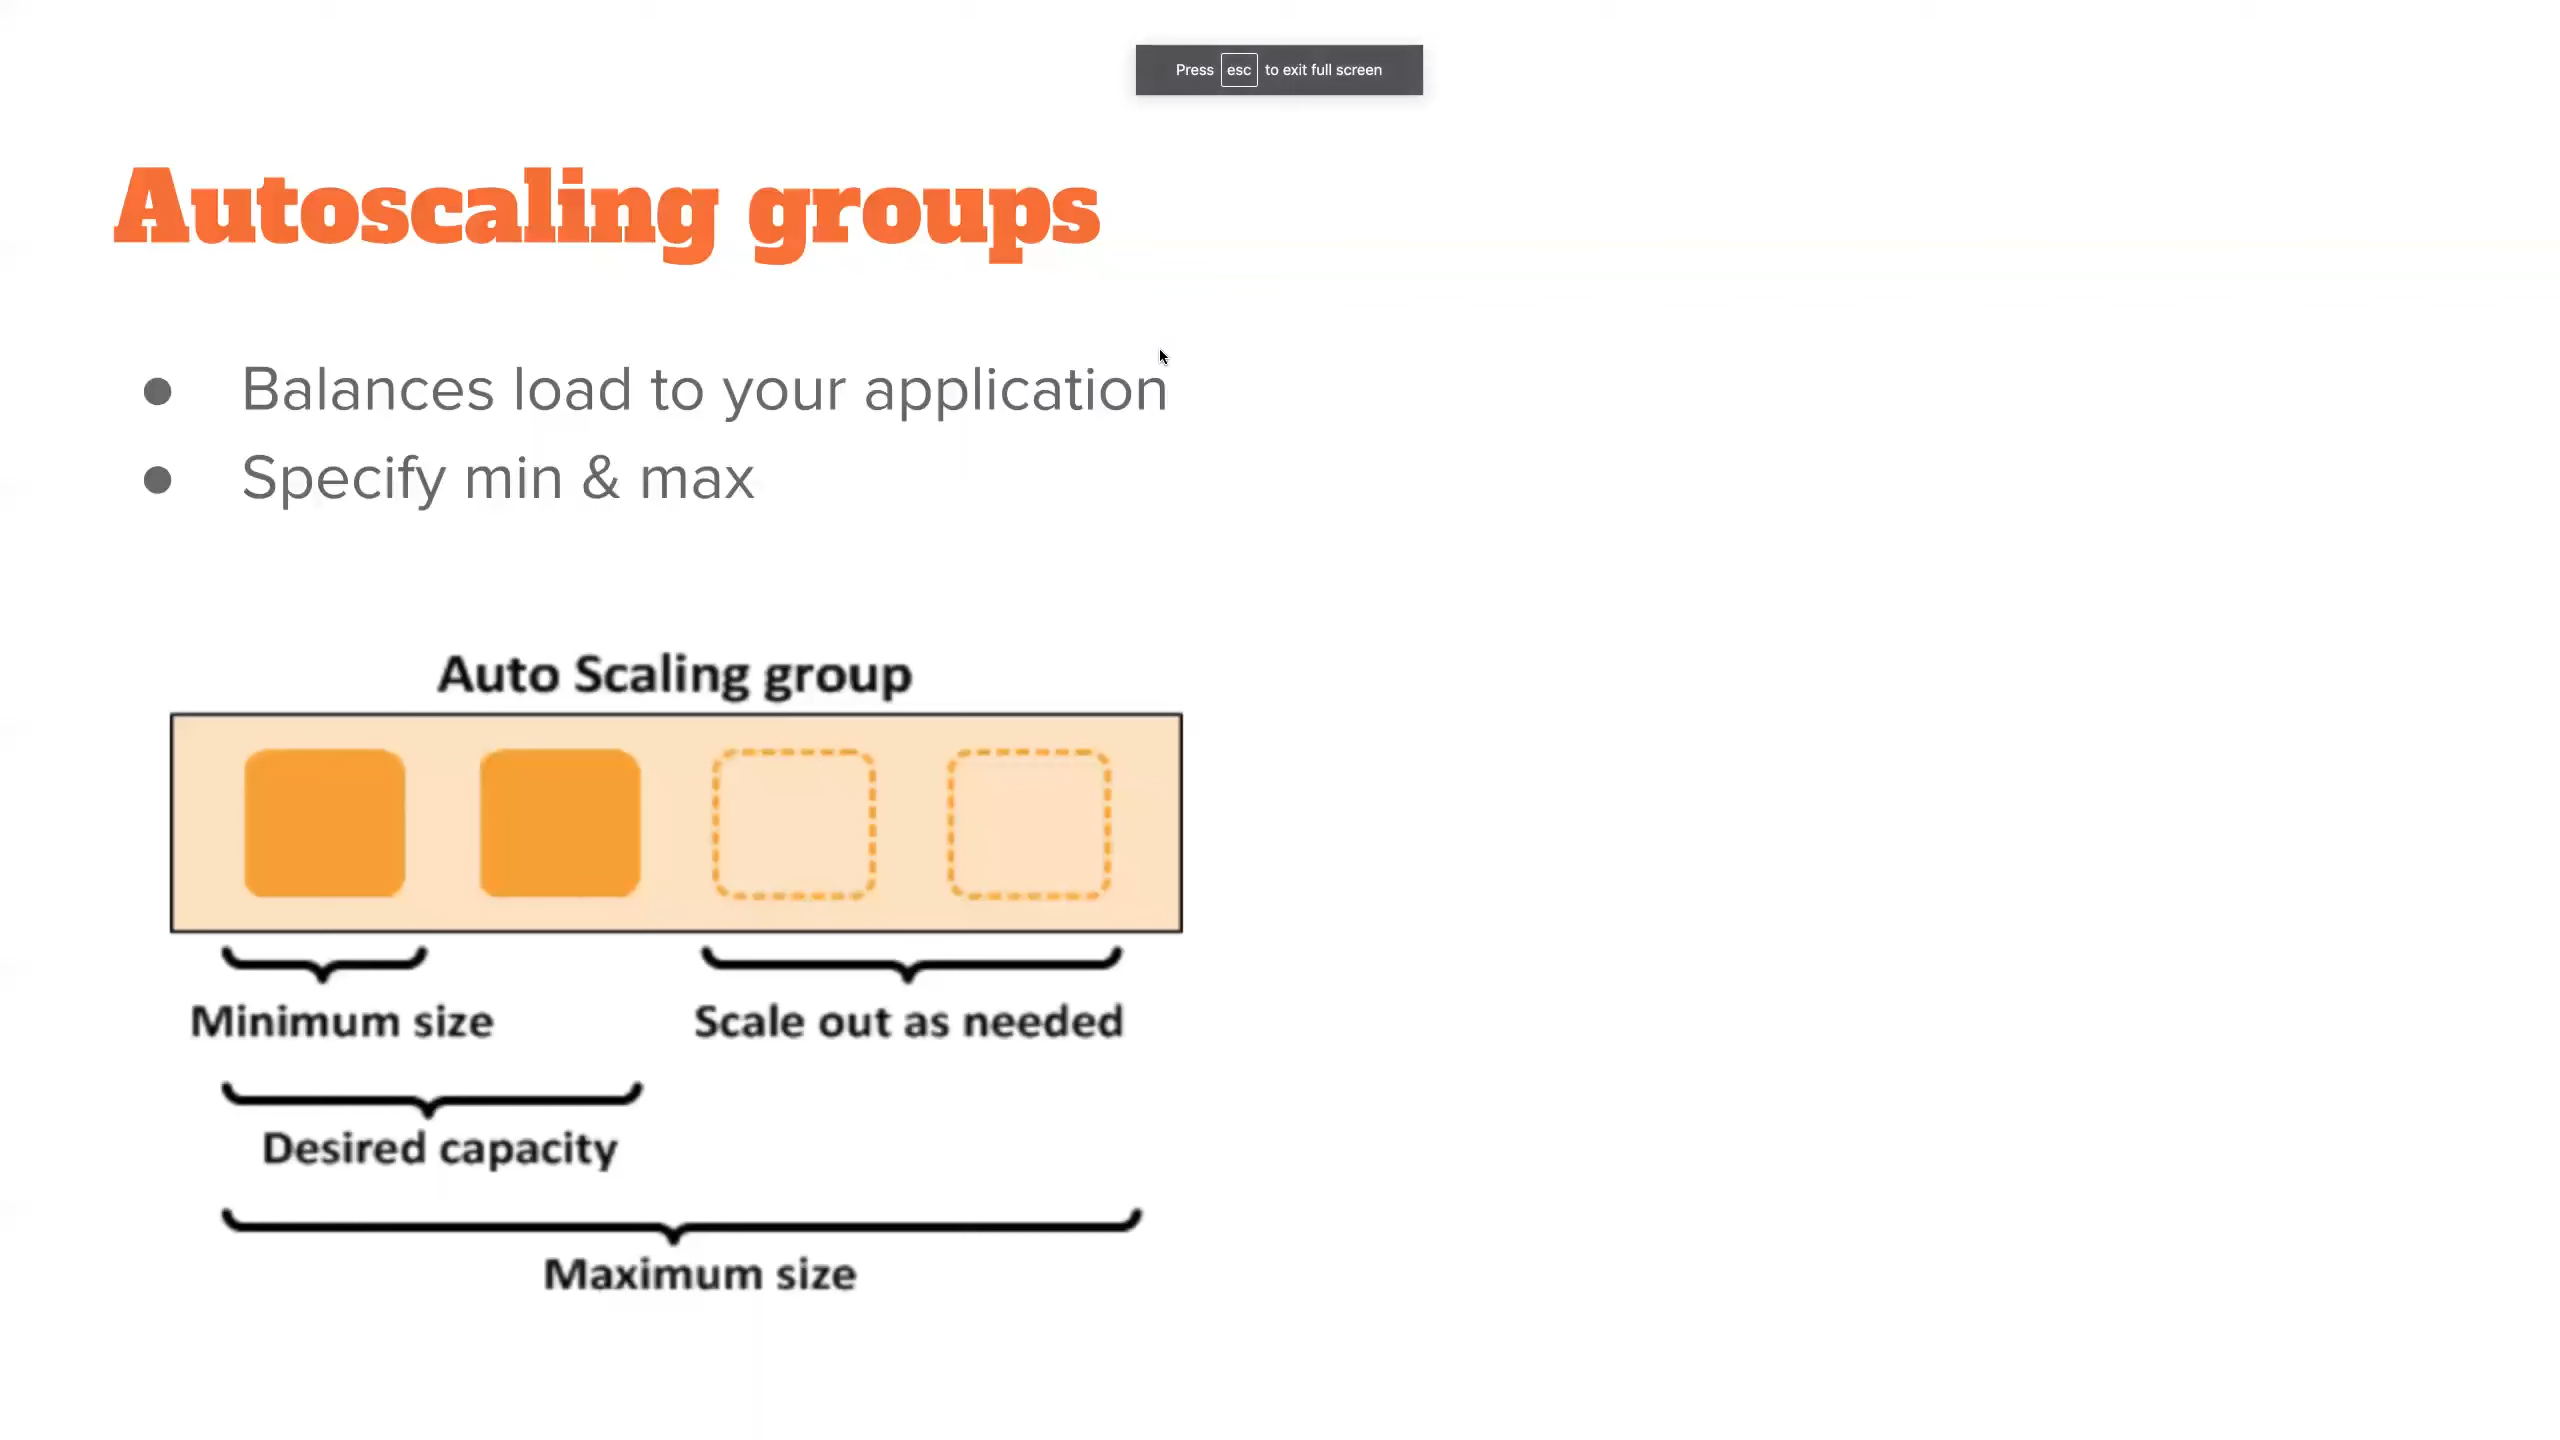 Press esc to exit full screen
Autoscaling groups
● Balances load to your application
● Specify min & max
Auto Scaling group
Minimum size
Scale out as needed
Desired capacity
Maximum size